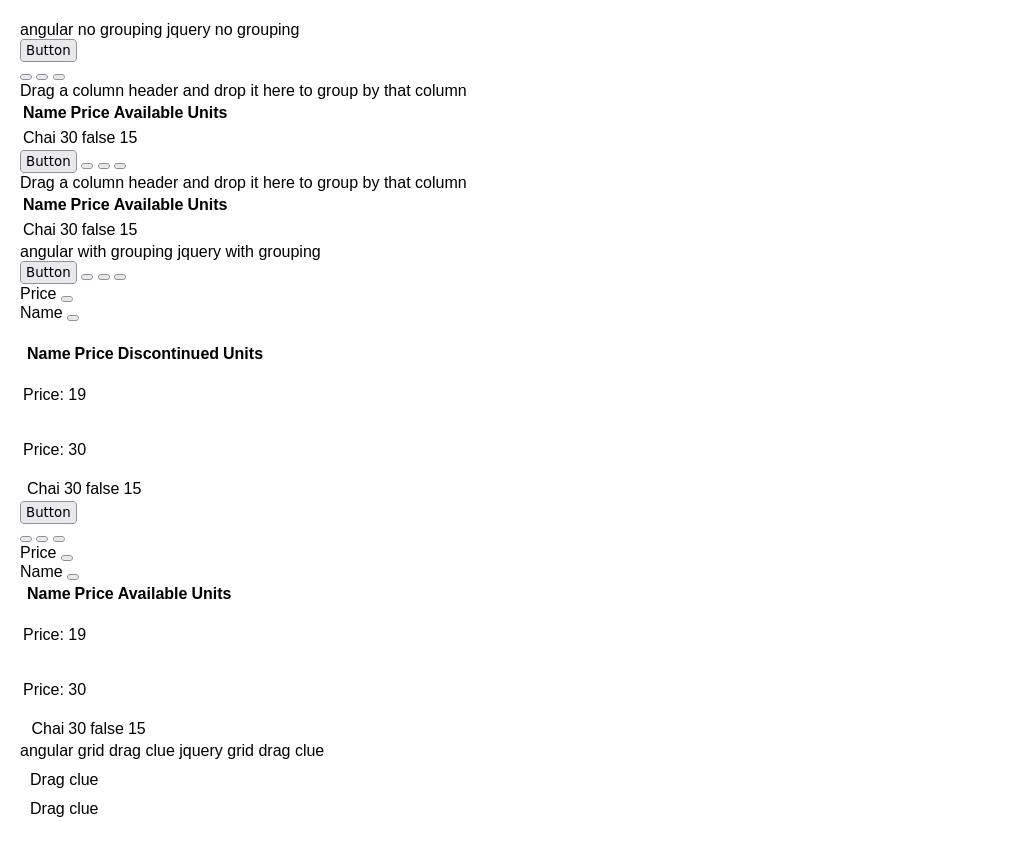 angular no grouping jquery no grouping
Button
Drag a column header and drop it here to group by that column
Name Price Available Units
Chai 30 false 15
Button
Drag a column header and drop it here to group by that column
Name Price Available Units
Chai 30 false 15
angular with grouping jquery with grouping
Button
Price
Name
Name Price Discontinued Units
Price: 19
Price: 30
Chai 30 false 15
Button
Price
Name
Name Price Available Units
Price: 19
Price: 30
Chai 30 false 15
angular grid drag clue jquery grid drag clue
Drag clue
Drag clue